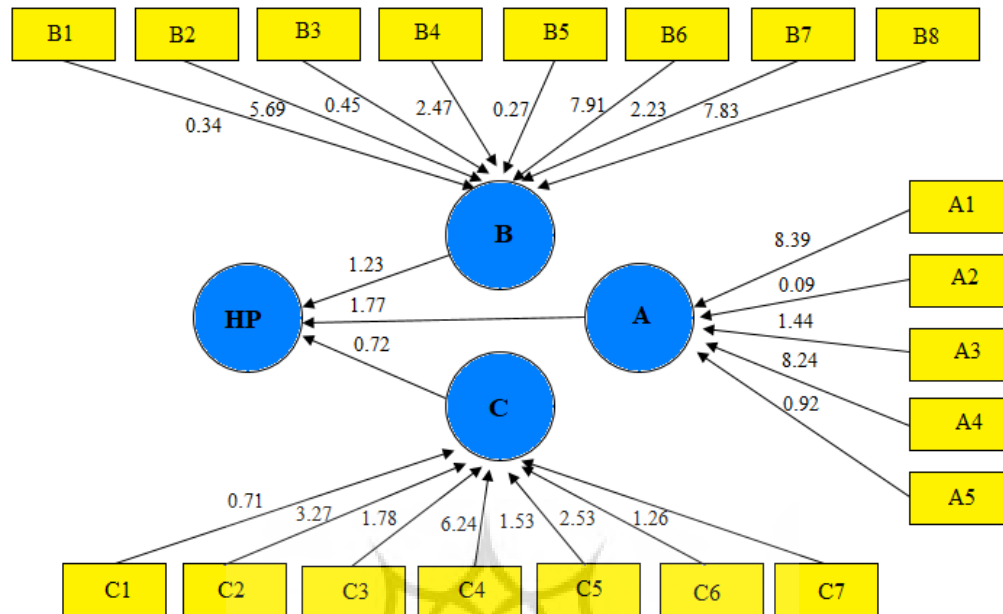 B1 B2 B3 B4 B5 B6 B7 B8
0.34 5.69 0.45 2.47 0.27 7.91 2.23 7.83
B
A1
8.39
A2
0.09
1.23
1.77
HP
A
1.44
A3
0.72
8.24
C
0.92
A4
A5
0.71 3.27 1.78 6.24 1.53 2.53 1.26
C1 C2 C3 C4 C5 C6 C7